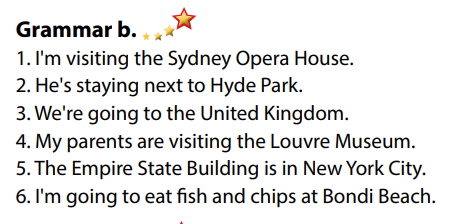 Grammar b.
1. I'm visiting the Sydney Opera House.
2. He's staying next to Hyde Park.
3. We're going to the United Kingdom.
4. My parents are visiting the Louvre Museum.
5. The Empire State Building is in New York City.
6. I'm going to eat fish and chips at Bondi Beach.